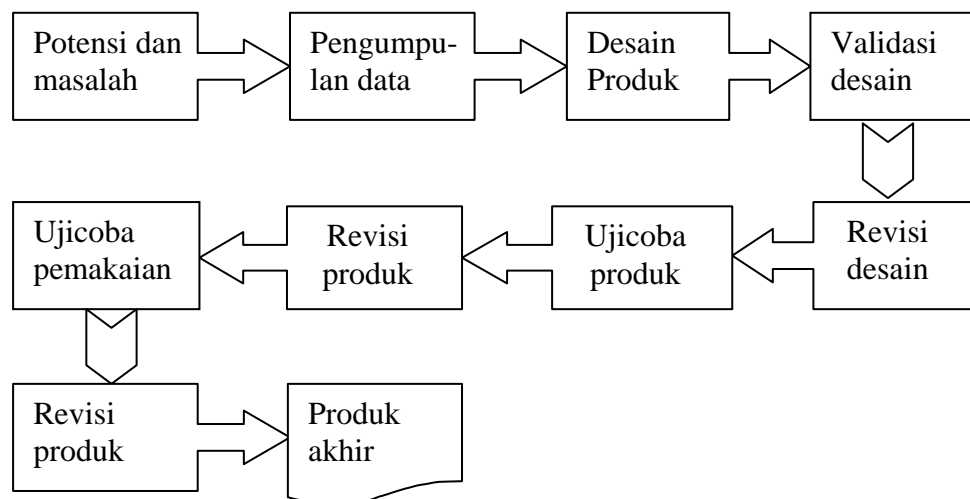 Potensi dan
masalah
Pengumpu-
lan data
Desain
Produk
Validasi
desain
Revisi
desain
Ujicoba
produk
Revisi
produk
Ujicoba
pemakaian
Revisi
produk
Produk
akhir